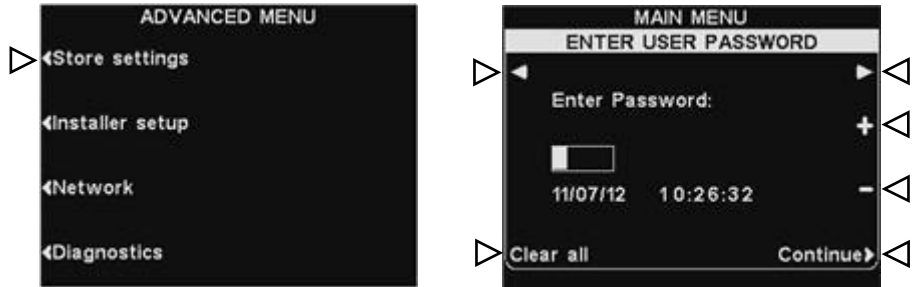 ADVANCED MENU
Store settings
Installer setup
Network
Diagnostics
MAIN MENU
ENTER USER PASSWORD
Enter Password:
+
11/07/12 10:26:32 -
Clear all Continue